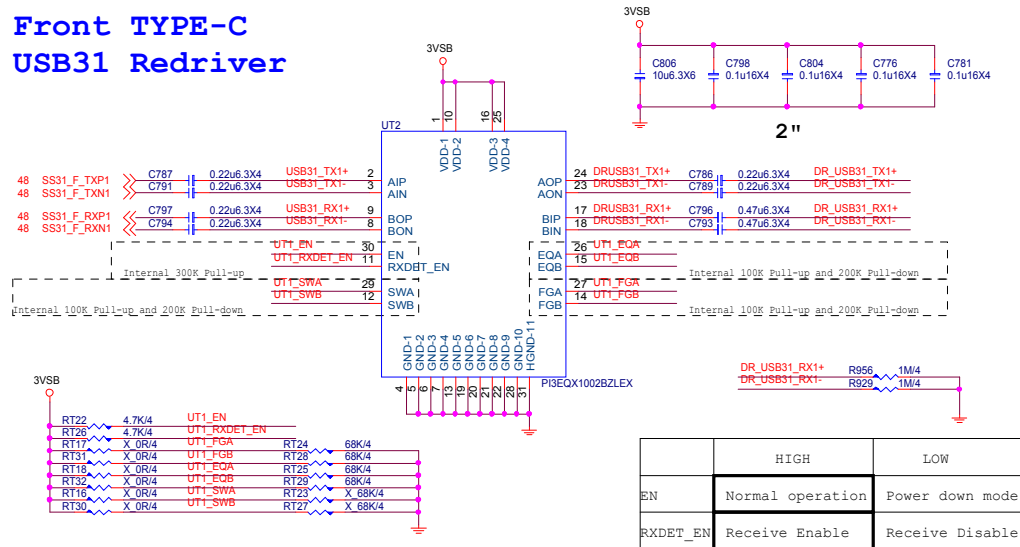 Front TYPE-C
USB31 Redriver
3VSB
C806 10u6.3X6
C798 0.1u16X4
C804 0.1u16X4
C776 0.1u16X4
C781 0.1u16X4
2"
3VSB
1 10 16 25
UT2
VDD-1 VDD-2 VDD-3 VDD-4
48 SS31_F_TXP1 C787 0.22u6.3X4 USB31_TX1+ 2 AIP
48 SS31_F_TXN1 C791 0.22u6.3X4 USB31_TX1- 3 AIN
48 SS31_F_RXP1 C797 0.22u6.3X4 USB31_RX1+ 9 BOP
48 SS31_F_RXN1 C794 0.22u6.3X4 USB31_RX1- 8 BON
UT1_EN 30 EN
UT1_RXDET_EN 11 RXDET_EN
Internal 300K Pull-up
UT1_SWA 29 SWA
UT1_SWB 12 SWB
Internal 100K Pull-up and 200K Pull-down
AOP 24 DRUSB31_TX1+ C786 0.22u6.3X4 DR_USB31_TX1+
AON 23 DRUSB31_TX1- C789 0.22u6.3X4 DR_USB31_TX1-
BIP 17 DRUSB31_RX1+ C796 0.47u6.3X4 DR_USB31_RX1+
BIN 18 DRUSB31_RX1- C793 0.47u6.3X4 DR_USB31_RX1-
EQA 26 UT1_EQA
EQB 15 UT1_EQB
Internal 100K Pull-up and 200K Pull-down
FGA 27 UT1_FGA
FGB 14 UT1_FGB
Internal 100K Pull-up and 200K Pull-down
GND-1 GND-2 GND-3 GND-4 GND-5 GND-6 GND-7 GND-8 GND-9 GND-10 HGND-11
4 5 6 7 13 19 20 21 22 28 31
PI3EQX1002BZLEX
DR_USB31_RX1+ R956 1M/4
DR_USB31_RX1- R929 1M/4
3VSB
RT22 4.7K/4 UT1_EN
RT26 4.7K/4 UT1_RXDET_EN
RT17 X_0R/4 UT1_FGA RT24 68K/4
RT31 X_0R/4 UT1_FGB RT28 68K/4
RT18 X_0R/4 UT1_EQA RT25 68K/4
RT32 X_0R/4 UT1_EQB RT29 68K/4
RT16 X_0R/4 UT1_SWA RT23 X_68K/4
RT30 X_0R/4 UT1_SWB RT27 X_68K/4
HIGH LOW
EN Normal operation Power down mode
RXDET_EN Receive Enable Receive Disable